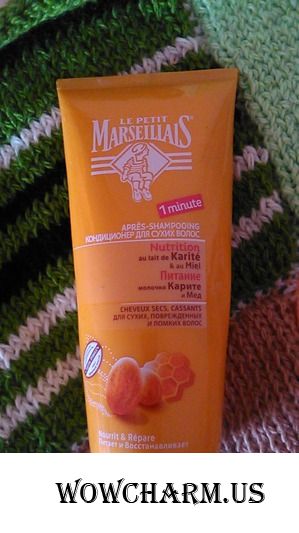 LE PETIT
MARSEILLAIS
1 minute
APRÈS-SHAMPOOING
КОНДИЦИОНЕР ДЛЯ СУХИХ ВОЛОС
Nutrition
au lait de Karité
& au Miel
Питание
молочко Карите
и Мед
CHEVEUX SECS, CASSANTS
ДЛЯ СУХИХ, ПОВРЕЖДЕННЫХ
И ЛОМКИХ ВОЛОС
Nourrit & Répare
Питает и Восстанавливает
WOWCHARM.US